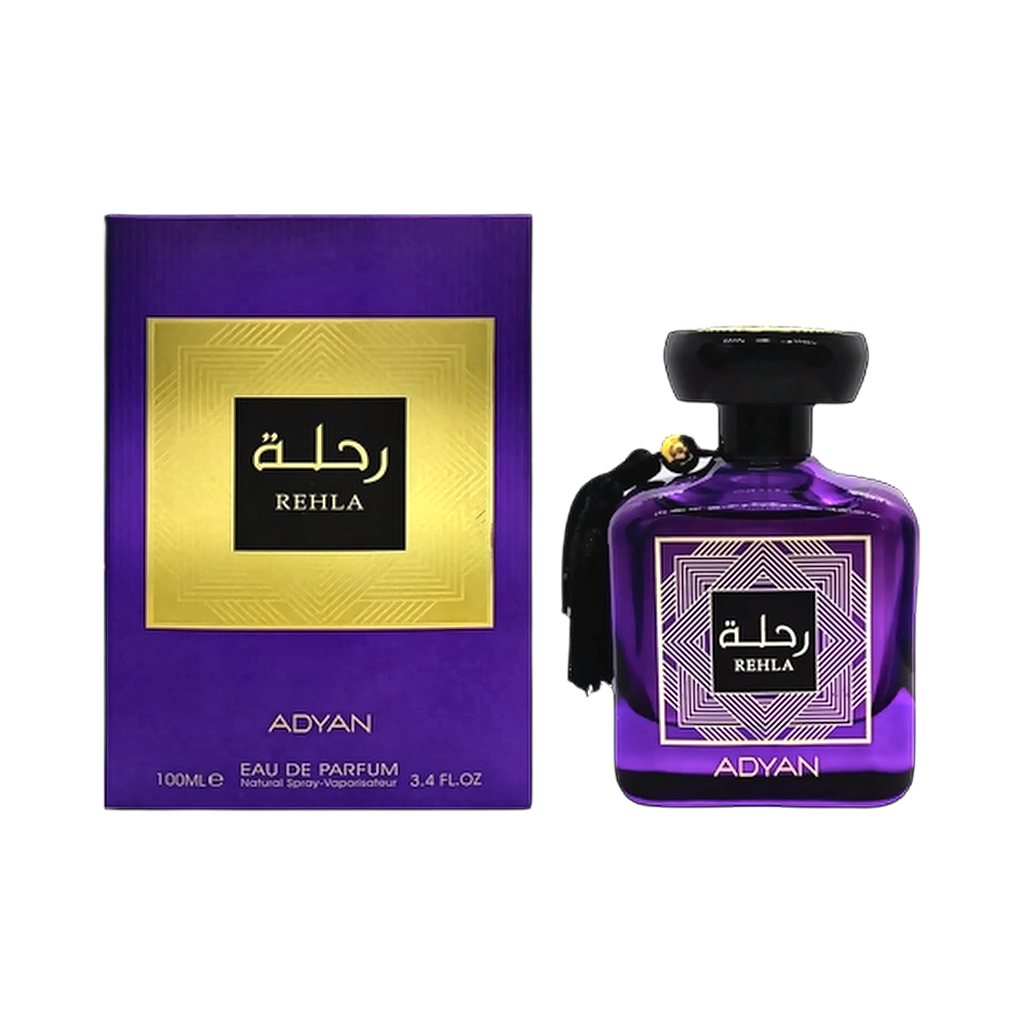 رحلة
REHLA
ADYAN
100ML e EAU DE PARFUM 3.4 FL.OZ
Natural Spray-Vaporisateur
رحلة
REHLA
ADYAN